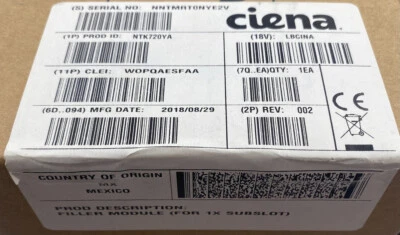 (S) SERIAL NO: NNTMRT0NYE2V
ciena
(1P) PROD ID: NTK720YA
(18V): LBCINA
(11P) CLEI: WOPQAESFAA
(7Q..EA)QTY: 1EA
(6D..094) MFG DATE: 2018/08/29
(2P) REV: 002
CE
COUNTRY OF ORIGIN
MX
MEXICO
PROD DESCRIPTION:
FILLER MODULE (FOR 1X SUBSLOT)